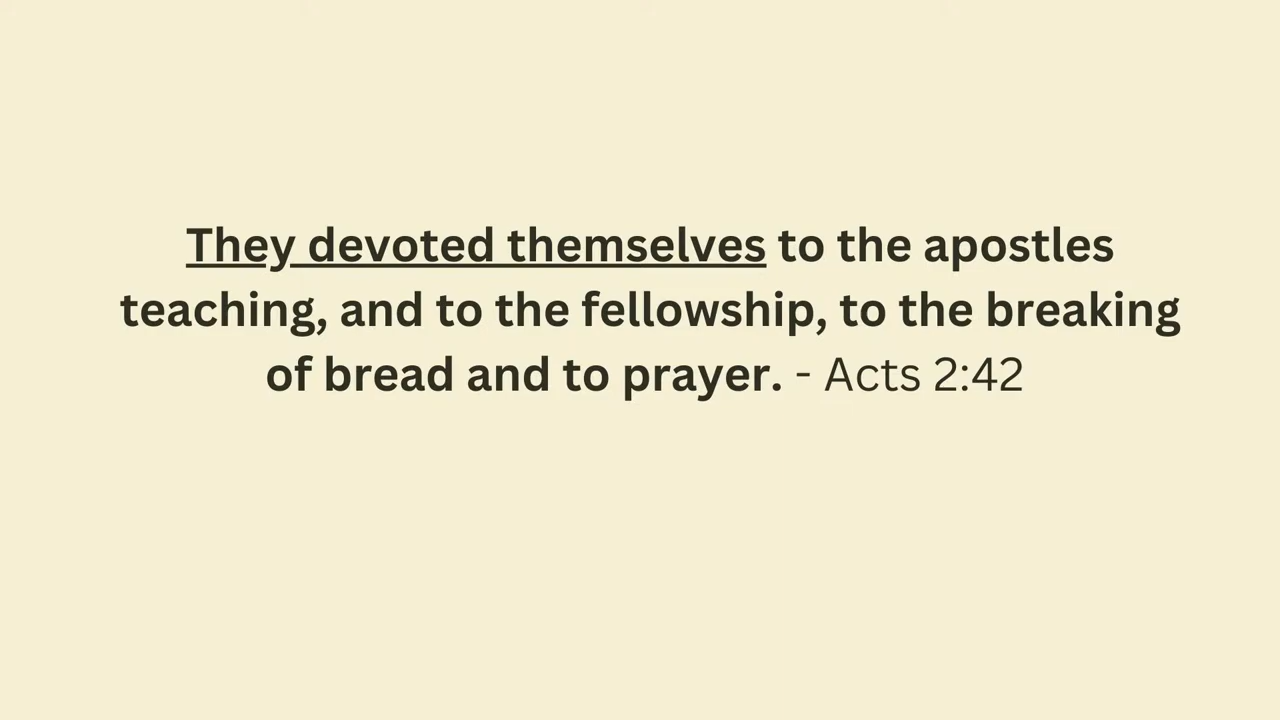 They devoted themselves to the apostles
teaching, and to the fellowship, to the breaking
of bread and to prayer. - Acts 2:42